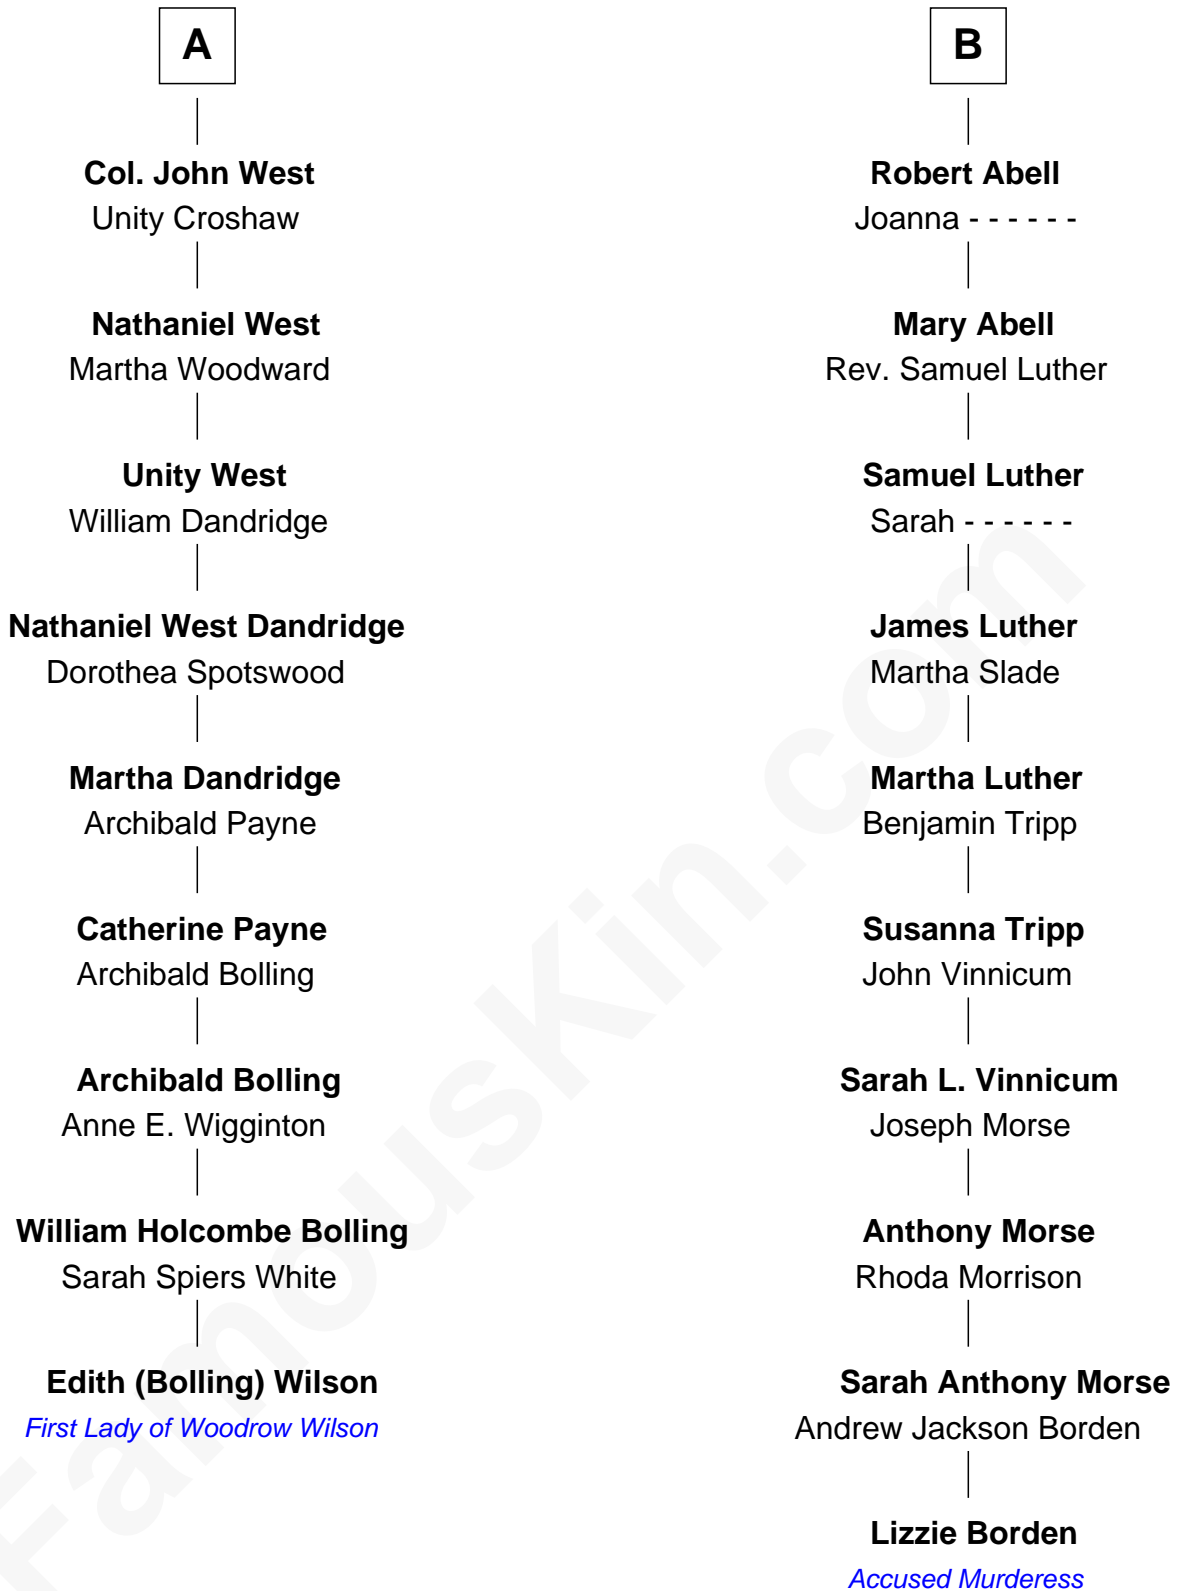 A
Col. John West
Unity Croshaw
Nathaniel West
Martha Woodward
Unity West
William Dandridge
Nathaniel West Dandridge
Dorothea Spotswood
Martha Dandridge
Archibald Payne
Catherine Payne
Archibald Bolling
Archibald Bolling
Anne E. Wigginton
William Holcombe Bolling
Sarah Spiers White
Edith (Bolling) Wilson
First Lady of Woodrow Wilson
B
Robert Abell
Joanna - - - - - -
Mary Abell
Rev. Samuel Luther
Samuel Luther
Sarah - - - - - -
James Luther
Martha Slade
Martha Luther
Benjamin Tripp
Susanna Tripp
John Vinnicum
Sarah L. Vinnicum
Joseph Morse
Anthony Morse
Rhoda Morrison
Sarah Anthony Morse
Andrew Jackson Borden
Lizzie Borden
Accused Murderess
FamousKin.com